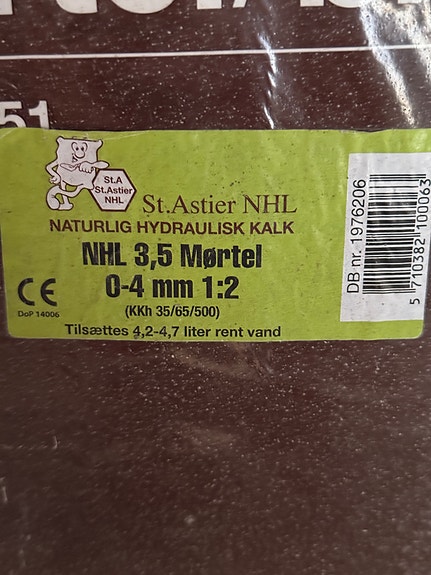 51
St.A
St.Astier
NHL
St.Astier NHL
NATURLIG HYDRAULISK KALK
NHL 3,5 Mørtel
0-4 mm 1:2
(KKh 35/65/500)
CE
DoP 14006
Tilsættes 4,2-4,7 liter rent vand
DB nr. 1976206
5 710382 100063